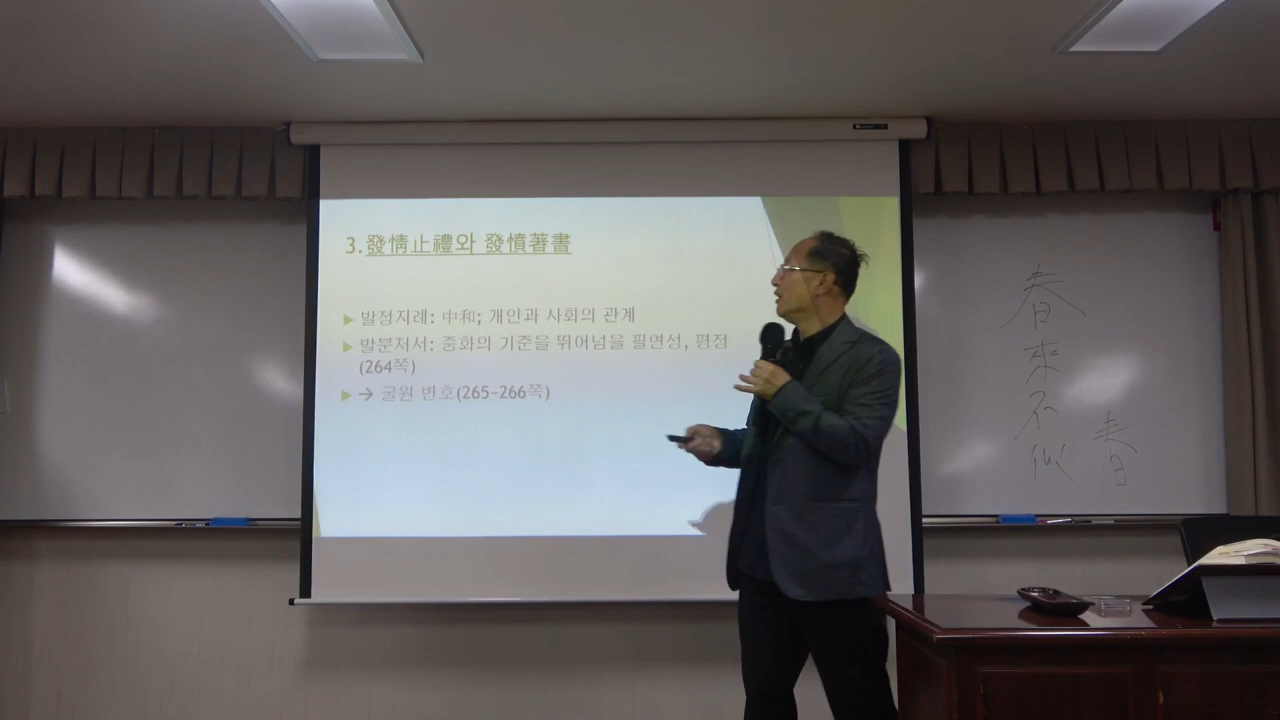 3.發情止禮와 發憤著書
발정지례: 中和; 개인과 사회의 관계
발분저서: 중화의 기준을 뛰어넘을 필연성, 평정
(264쪽)
→ 굴원 변호(265-266쪽)
春
來
不
似
春